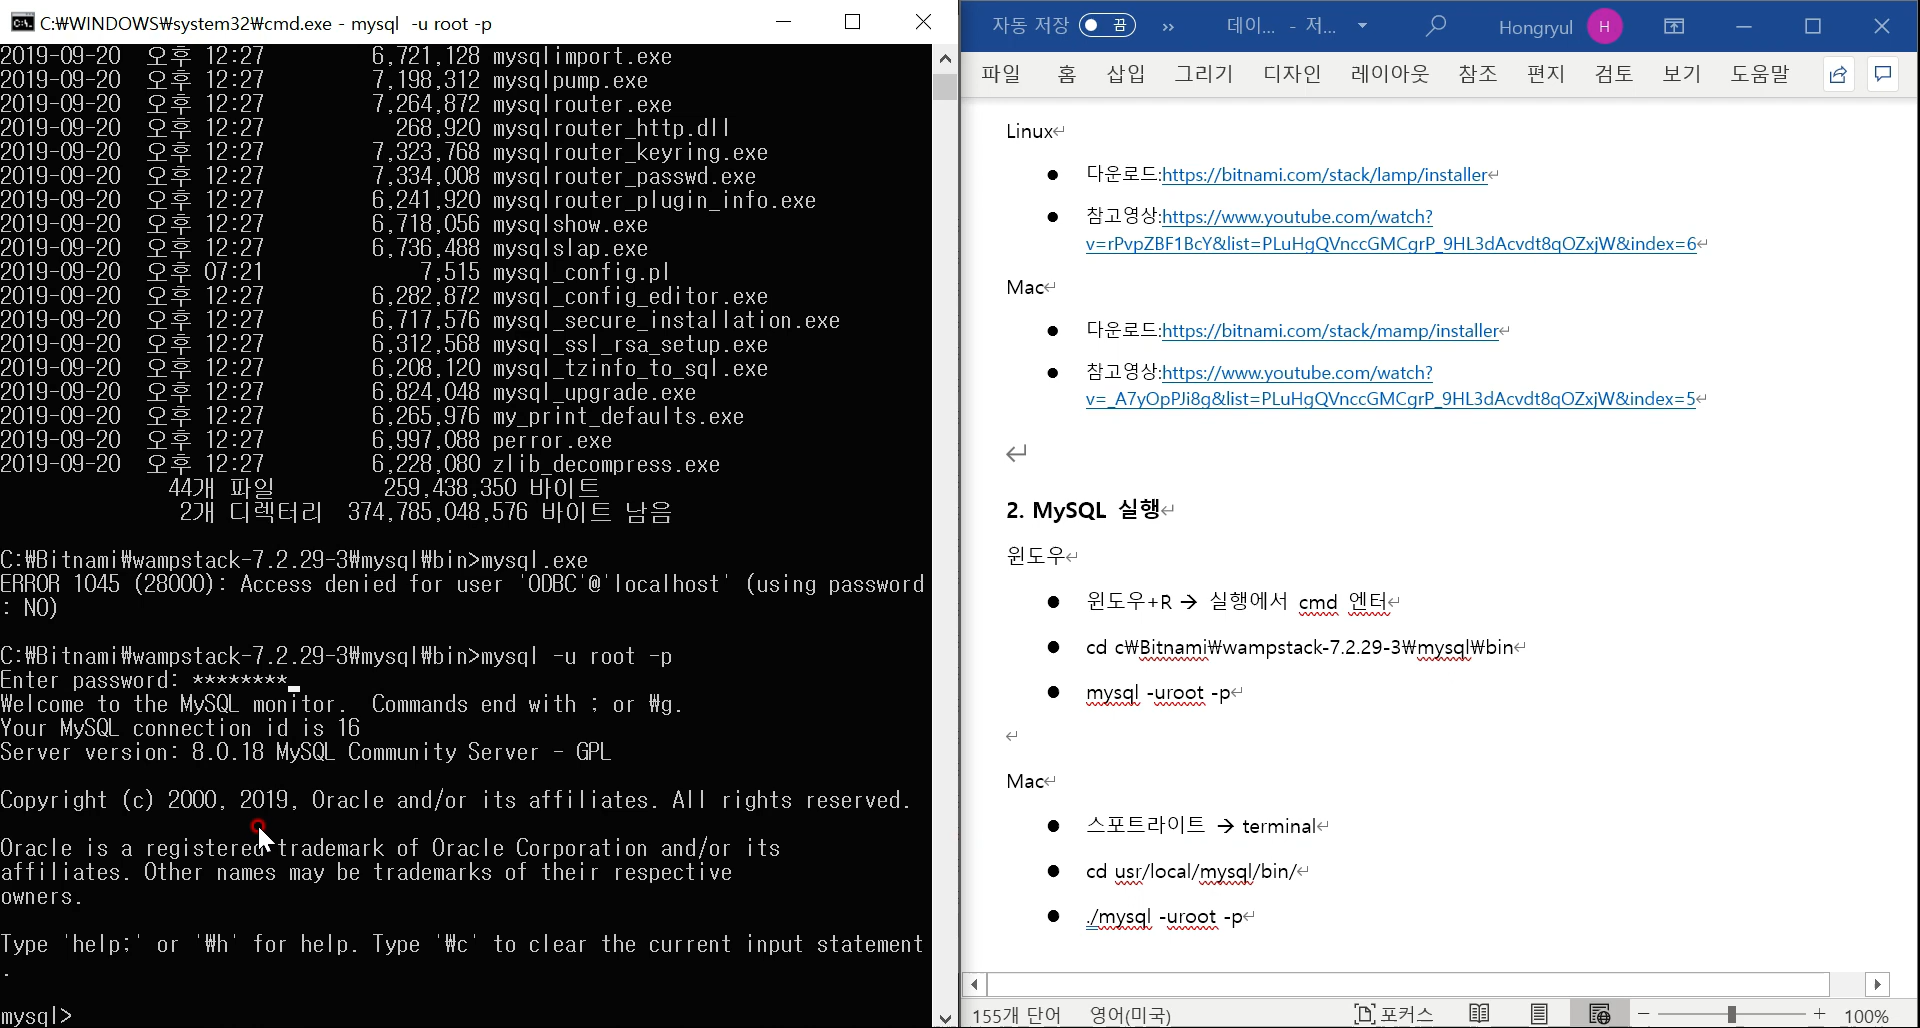 C:\WINDOWS\system32\cmd.exe - mysql -u root -p
2019-09-20 오후 12:27 6,721,128 mysqlimport.exe
2019-09-20 오후 12:27 7,198,312 mysqlpump.exe
2019-09-20 오후 12:27 7,264,872 mysqlrouter.exe
2019-09-20 오후 12:27 268,920 mysqlrouter_http.dll
2019-09-20 오후 12:27 7,323,768 mysqlrouter_keyring.exe
2019-09-20 오후 12:27 7,334,008 mysqlrouter_passwd.exe
2019-09-20 오후 12:27 6,241,920 mysqlrouter_plugin_info.exe
2019-09-20 오후 12:27 6,718,056 mysqlshow.exe
2019-09-20 오후 12:27 6,736,488 mysqlslap.exe
2019-09-20 오후 07:21 7,515 mysql_config.pl
2019-09-20 오후 12:27 6,282,872 mysql_config_editor.exe
2019-09-20 오후 12:27 6,717,576 mysql_secure_installation.exe
2019-09-20 오후 12:27 6,312,568 mysql_ssl_rsa_setup.exe
2019-09-20 오후 12:27 6,208,120 mysql_tzinfo_to_sql.exe
2019-09-20 오후 12:27 6,824,048 mysql_upgrade.exe
2019-09-20 오후 12:27 6,265,976 my_print_defaults.exe
2019-09-20 오후 12:27 6,997,088 perror.exe
2019-09-20 오후 12:27 6,228,080 zlib_decompress.exe
44개 파일 259,438,350 바이트
2개 디렉터리 374,785,048,576 바이트 남음
C:₩Bitnami₩wampstack-7.2.29-3₩mysql₩bin>mysql.exe
ERROR 1045 (28000): Access denied for user 'ODBC'@'localhost' (using password
: NO)
C:₩Bitnami₩wampstack-7.2.29-3₩mysql₩bin>mysql -u root -p
Enter password: ********
Welcome to the MySQL monitor. Commands end with ; or ₩g.
Your MySQL connection id is 16
Server version: 8.0.18 MySQL Community Server - GPL
Copyright (c) 2000, 2019, Oracle and/or its affiliates. All rights reserved.
Oracle is a registered trademark of Oracle Corporation and/or its
affiliates. Other names may be trademarks of their respective
owners.
Type 'help;' or '₩h' for help. Type '₩c' to clear the current input statement
.
mysql>
자동 저장 끔 » 데이... - 저... Hongryul H
파일 홈 삽입 그리기 디자인 레이아웃 참조 편지 검토 보기 도움말
Linux
● 다운로드:https://bitnami.com/stack/lamp/installer
● 참고영상:https://www.youtube.com/watch?
v=rPvpZBF1BcY&list=PLuHgQVnccGMCgrP_9HL3dAcvdt8qOZxjW&index=6
Mac
● 다운로드:https://bitnami.com/stack/mamp/installer
● 참고영상:https://www.youtube.com/watch?
v=_A7yOpPJi8g&list=PLuHgQVnccGMCgrP_9HL3dAcvdt8qOZxjW&index=5
2. MySQL 실행
윈도우
● 윈도우+R → 실행에서 cmd 엔터
● cd c₩Bitnami₩wampstack-7.2.29-3₩mysql₩bin
● mysql -uroot -p
Mac
● 스포트라이트 → terminal
● cd usr/local/mysql/bin/
● ./mysql -uroot -p
155개 단어 영어(미국) 포커스 100%